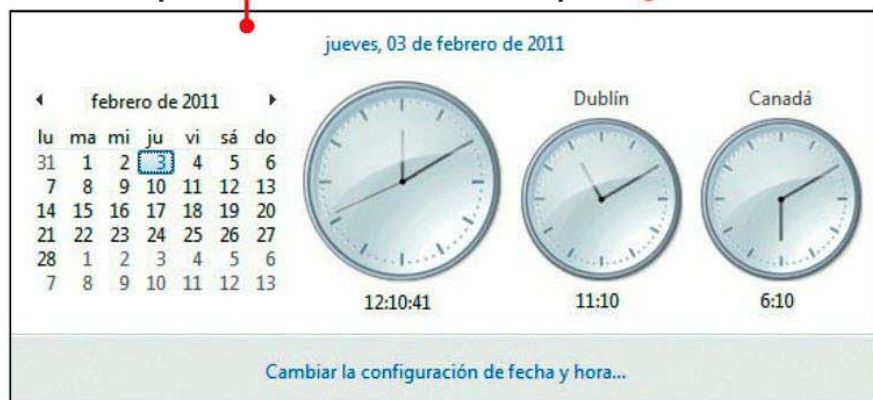 jueves, 03 de febrero de 2011
febrero de 2011
lu ma mi ju vi sá do
31 1 2 3 4 5 6
7 8 9 10 11 12 13
14 15 16 17 18 19 20
21 22 23 24 25 26 27
28 1 2 3 4 5 6
7 8 9 10 11 12 13
12:10:41
Dublín
11:10
Canadá
6:10
Cambiar la configuración de fecha y hora...